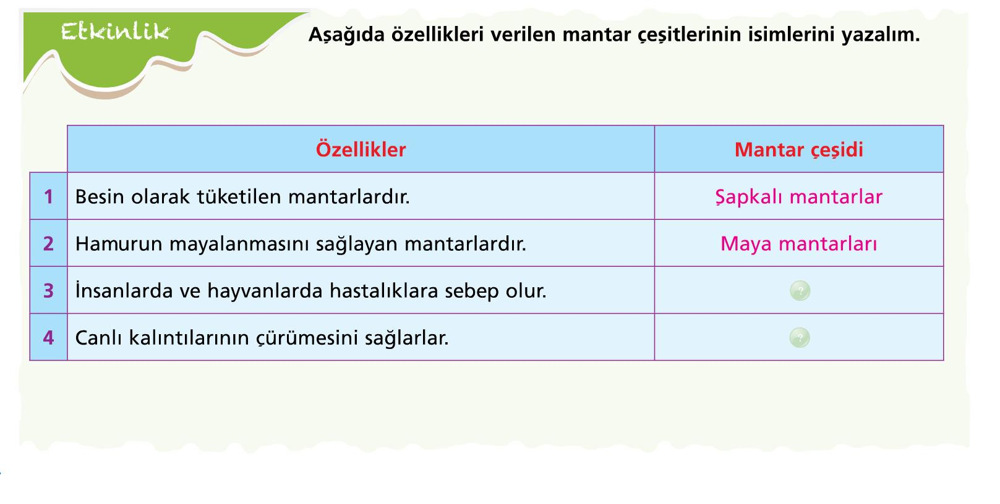 Etkinlik
Aşağıda özellikleri verilen mantar çeşitlerinin isimlerini yazalım.
Özellikler Mantar çeşidi
1 Besin olarak tüketilen mantarlardır. Şapkalı mantarlar
2 Hamurun mayalanmasını sağlayan mantarlardır. Maya mantarları
3 İnsanlarda ve hayvanlarda hastalıklara sebep olur. ?
4 Canlı kalıntılarının çürümesini sağlarlar. ?